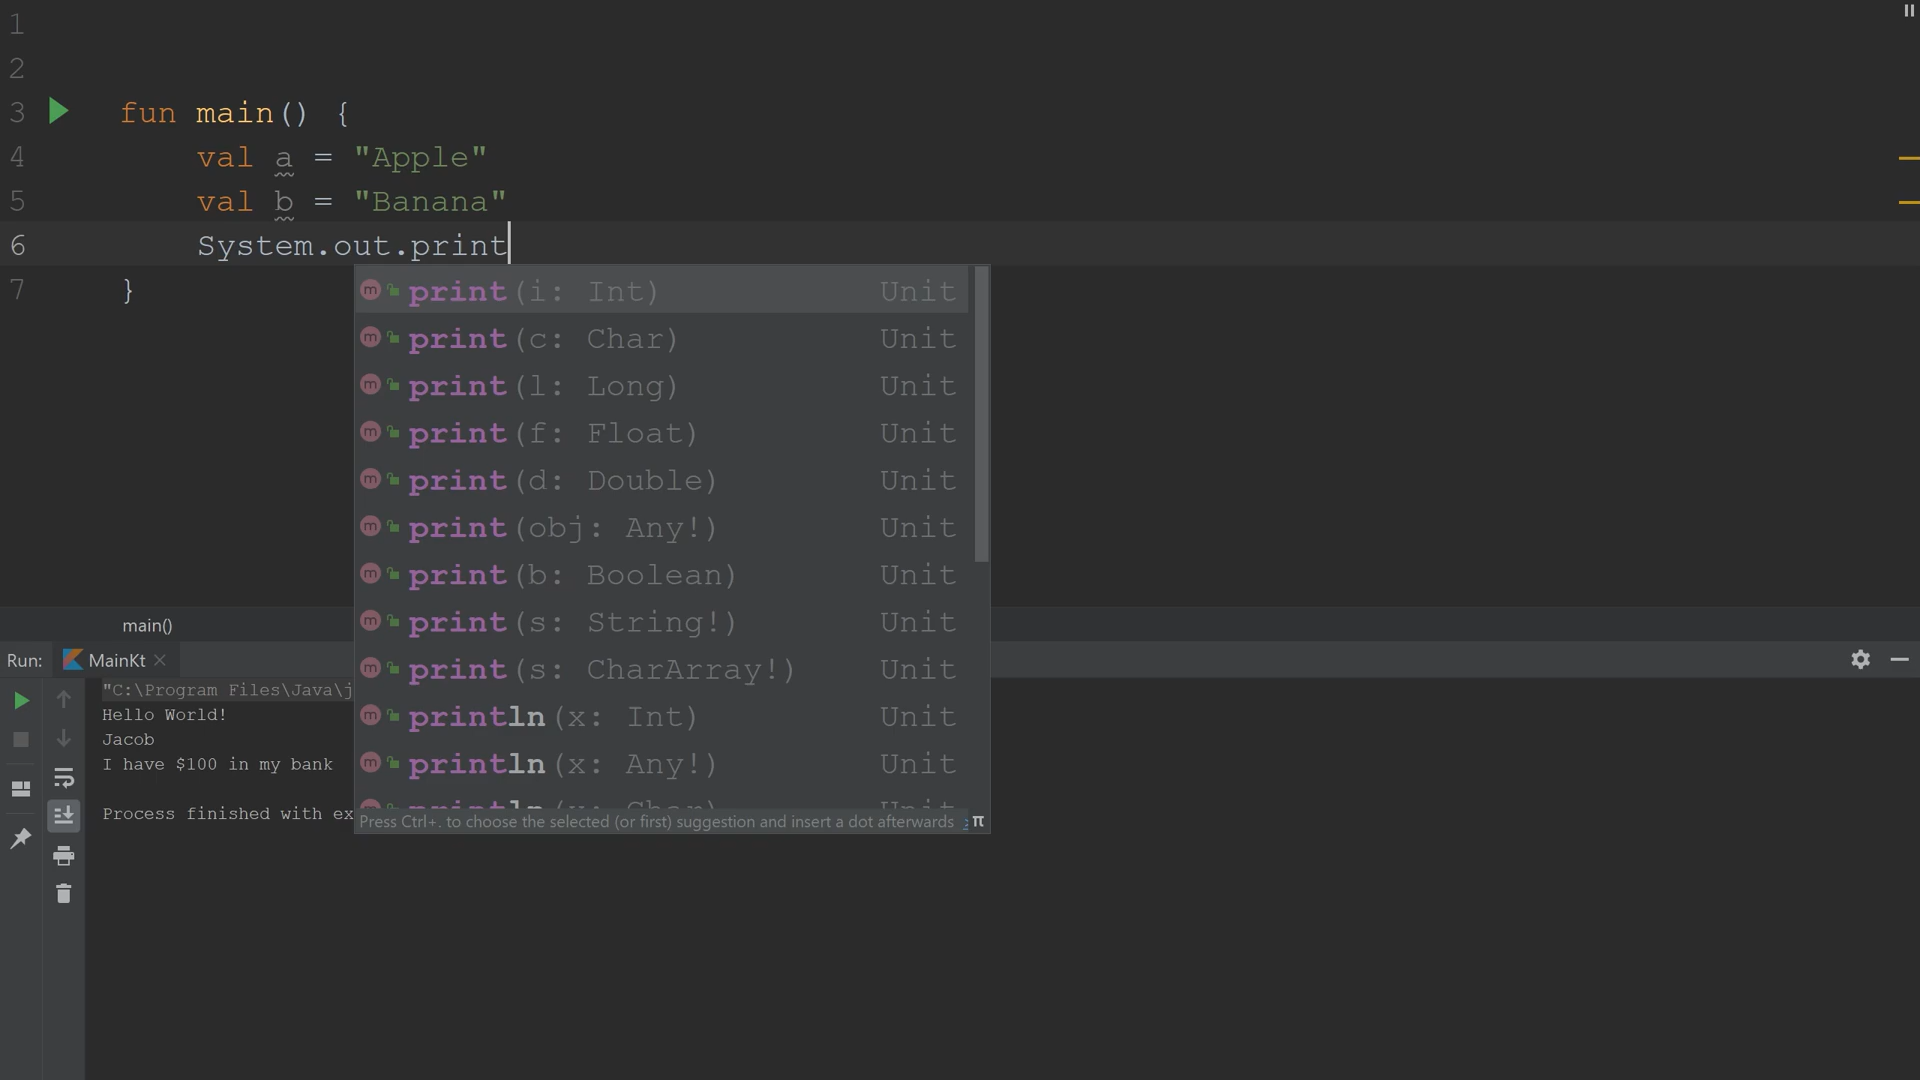 1
2
3 fun main() {
4 val a = "Apple"
5 val b = "Banana"
6 System.out.print
7 }
print(i: Int) Unit
print(c: Char) Unit
print(l: Long) Unit
print(f: Float) Unit
print(d: Double) Unit
print(obj: Any!) Unit
print(b: Boolean) Unit
print(s: String!) Unit
print(s: CharArray!) Unit
println(x: Int) Unit
println(x: Any!) Unit
println(x: Char) Unit
Press Ctrl+. to choose the selected (or first) suggestion and insert a dot afterwards π
main()
Run: MainKt
"C:\Program Files\Java\j
Hello World!
Jacob
I have $100 in my bank
Process finished with ex